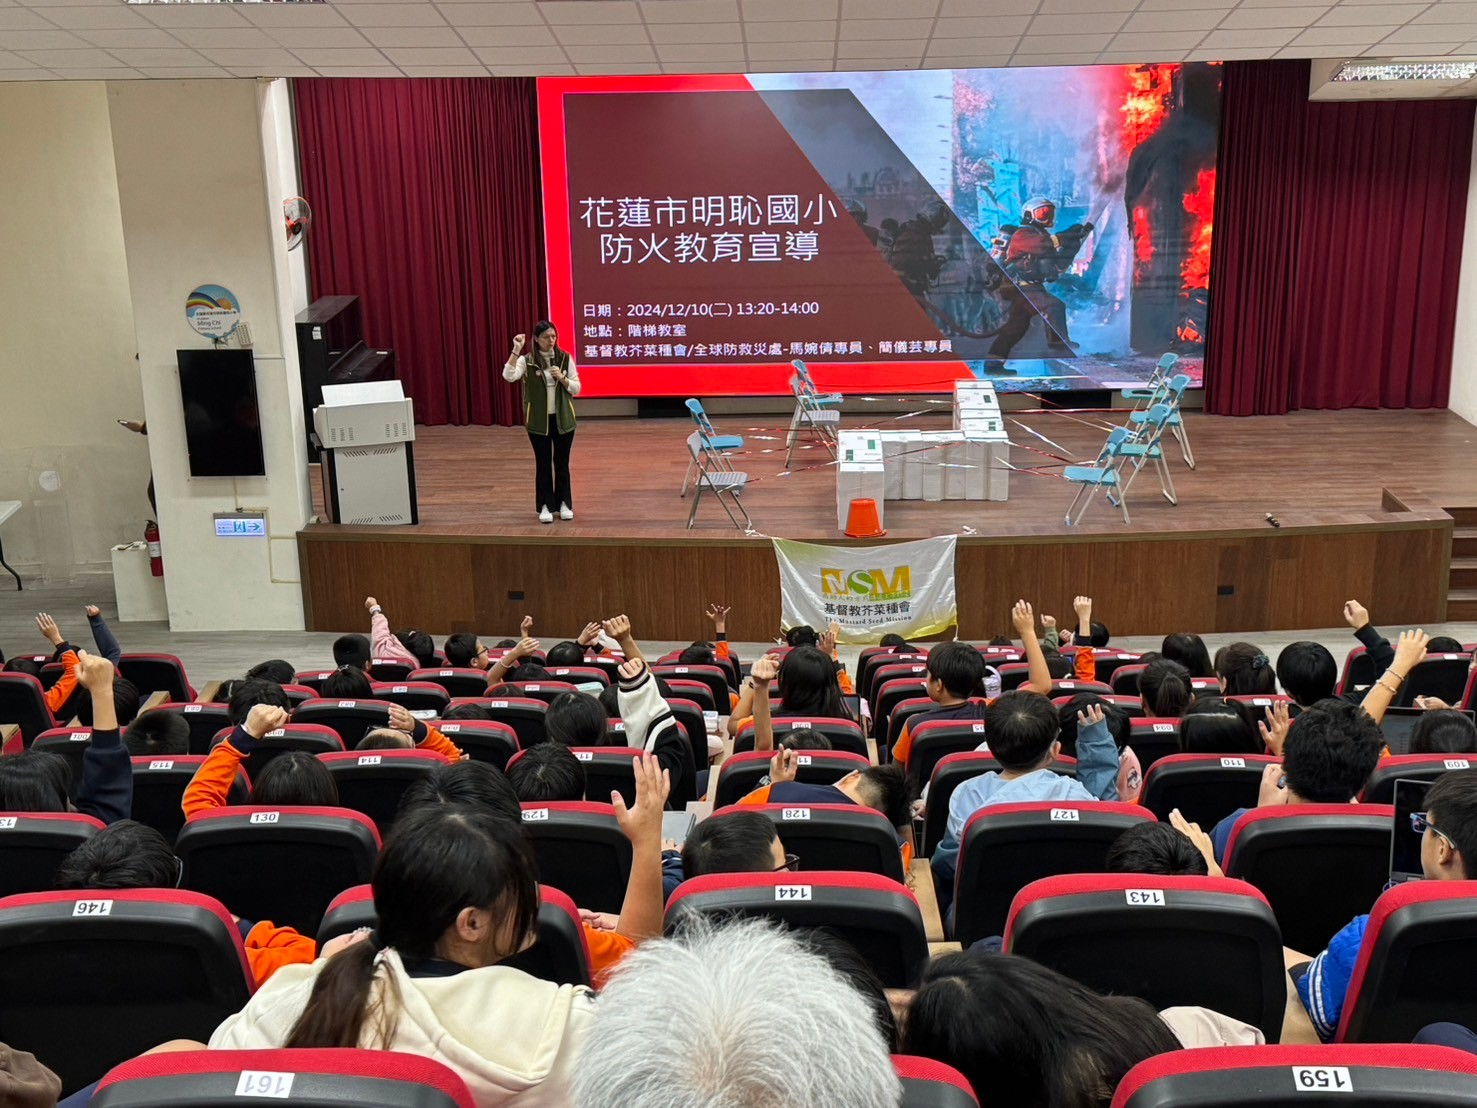 花蓮市明恥國小
防火教育宣導
日期：2024/12/10(二) 13:20-14:00
地點：階梯教室
基督教芥菜種會/全球防救災處-馬婉倩專員、簡儀芸專員
Ming Chi
NSM
基督教芥菜種會
The Mustard Seed Mission
115
114
110
109
130
129
128
127
146
144
143
161
159